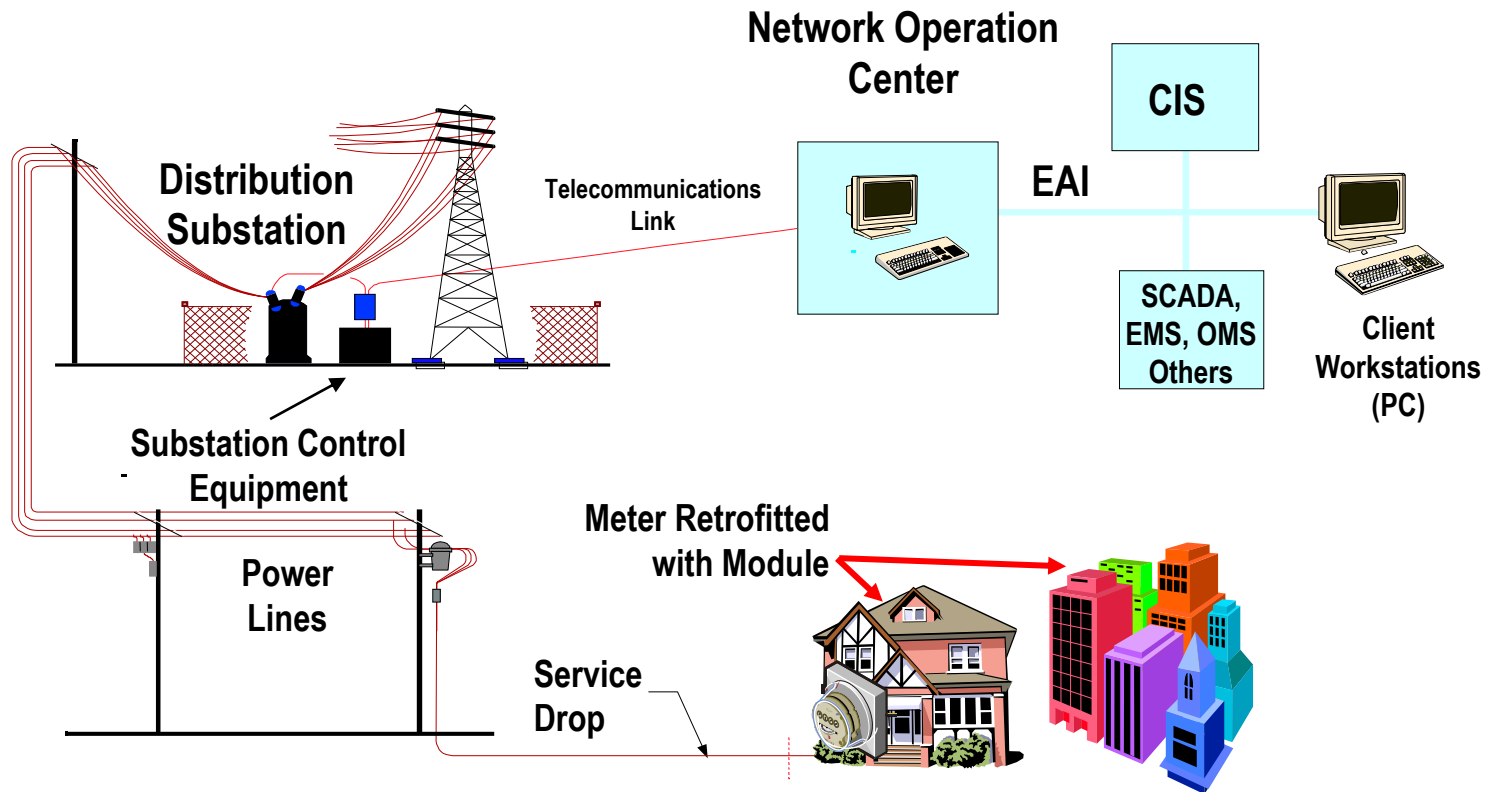 Network Operation
Center
CIS
Distribution
Substation
Telecommunications
Link
EAI
SCADA,
EMS, OMS
Others
Client
Workstations
(PC)
Substation Control
Equipment
Meter Retrofitted
with Module
Power
Lines
Service
Drop